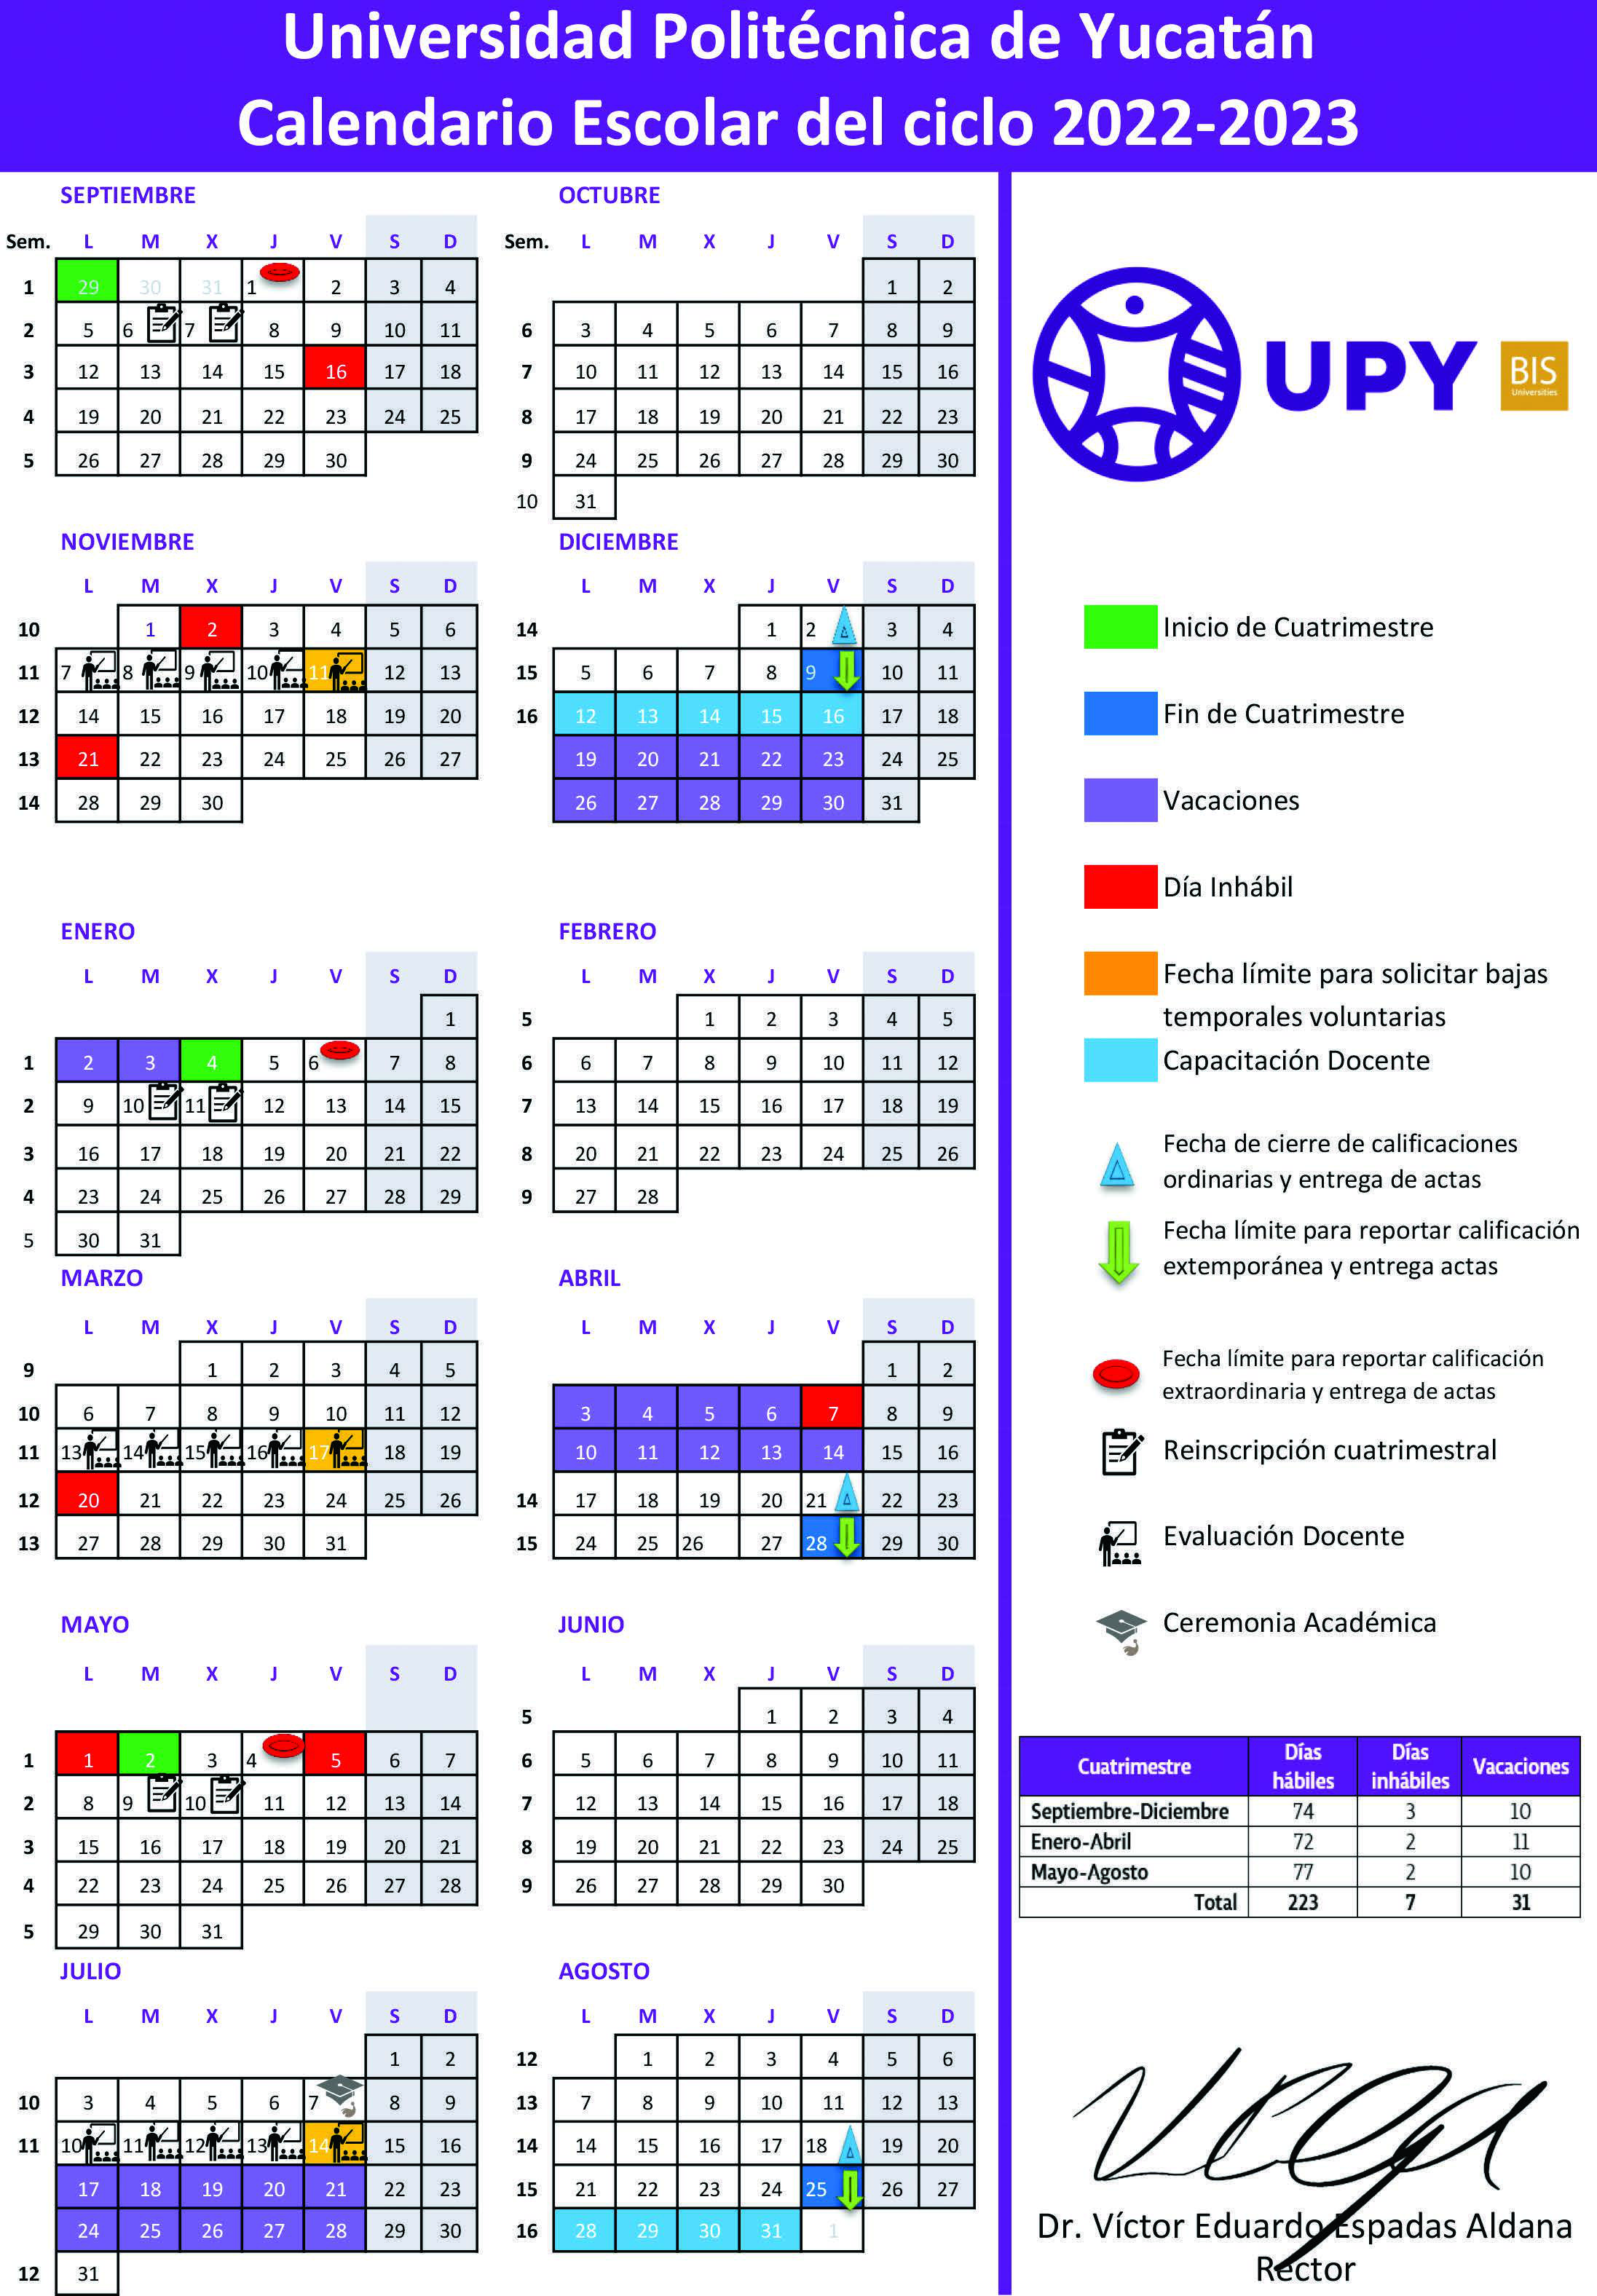 Universidad Politécnica de Yucatán
Calendario Escolar del ciclo 2022-2023
SEPTIEMBRE
Sem. L M X J V S D
1 29 30 31 1 2 3 4
2 5 6 7 8 9 10 11
3 12 13 14 15 16 17 18
4 19 20 21 22 23 24 25
5 26 27 28 29 30
OCTUBRE
Sem. L M X J V S D
1 2
6 3 4 5 6 7 8 9
7 10 11 12 13 14 15 16
8 17 18 19 20 21 22 23
9 24 25 26 27 28 29 30
10 31
NOVIEMBRE
L M X J V S D
10 1 2 3 4 5 6
11 7 8 9 10 11 12 13
12 14 15 16 17 18 19 20
13 21 22 23 24 25 26 27
14 28 29 30
DICIEMBRE
L M X J V S D
14 1 2 3 4
15 5 6 7 8 9 10 11
16 12 13 14 15 16 17 18
19 20 21 22 23 24 25
26 27 28 29 30 31
ENERO
L M X J V S D
1
1 2 3 4 5 6 7 8
2 9 10 11 12 13 14 15
3 16 17 18 19 20 21 22
4 23 24 25 26 27 28 29
5 30 31
FEBRERO
L M X J V S D
5 1 2 3 4 5
6 6 7 8 9 10 11 12
7 13 14 15 16 17 18 19
8 20 21 22 23 24 25 26
9 27 28
MARZO
L M X J V S D
9 1 2 3 4 5
10 6 7 8 9 10 11 12
11 13 14 15 16 17 18 19
12 20 21 22 23 24 25 26
13 27 28 29 30 31
ABRIL
L M X J V S D
1 2
3 4 5 6 7 8 9
10 11 12 13 14 15 16
14 17 18 19 20 21 22 23
15 24 25 26 27 28 29 30
MAYO
L M X J V S D
1 1 2 3 4 5 6 7
2 8 9 10 11 12 13 14
3 15 16 17 18 19 20 21
4 22 23 24 25 26 27 28
5 29 30 31
JUNIO
L M X J V S D
5 1 2 3 4
6 5 6 7 8 9 10 11
7 12 13 14 15 16 17 18
8 19 20 21 22 23 24 25
9 26 27 28 29 30
JULIO
L M X J V S D
1 2
10 3 4 5 6 7 8 9
11 10 11 12 13 14 15 16
17 18 19 20 21 22 23
24 25 26 27 28 29 30
12 31
AGOSTO
L M X J V S D
12 1 2 3 4 5 6
13 7 8 9 10 11 12 13
14 14 15 16 17 18 19 20
15 21 22 23 24 25 26 27
16 28 29 30 31 1
UPY
BIS
Universities
Inicio de Cuatrimestre
Fin de Cuatrimestre
Vacaciones
Día Inhábil
Fecha límite para solicitar bajas
temporales voluntarias
Capacitación Docente
Fecha de cierre de calificaciones
ordinarias y entrega de actas
Fecha límite para reportar calificación
extemporánea y entrega actas
Fecha límite para reportar calificación
extraordinaria y entrega de actas
Reinscripción cuatrimestral
Evaluación Docente
Ceremonia Académica
Cuatrimestre Días hábiles Días inhábiles Vacaciones
Septiembre-Diciembre 74 3 10
Enero-Abril 72 2 11
Mayo-Agosto 77 2 10
Total 223 7 31
Dr. Víctor Eduardo Espadas Aldana
Rector